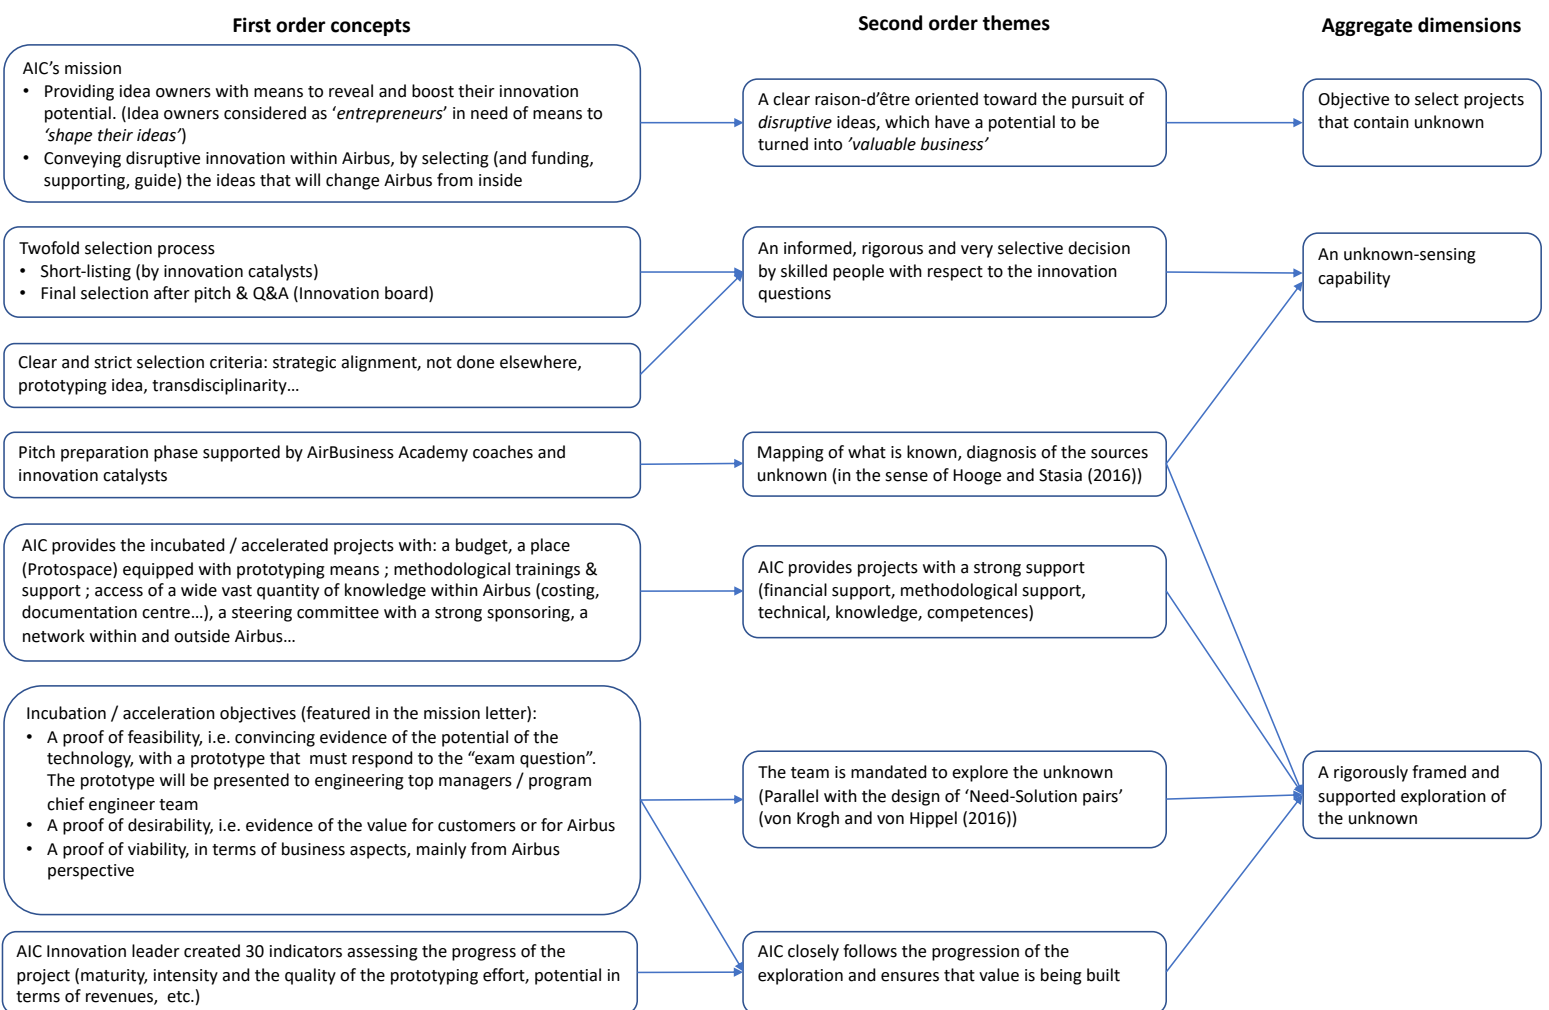 First order concepts
Second order themes
Aggregate dimensions
AIC's mission
• Providing idea owners with means to reveal and boost their innovation
potential. (Idea owners considered as 'entrepreneurs' in need of means to
'shape their ideas')
• Conveying disruptive innovation within Airbus, by selecting (and funding,
supporting, guide) the ideas that will change Airbus from inside
A clear raison-d'être oriented toward the pursuit of
disruptive ideas, which have a potential to be
turned into 'valuable business'
Objective to select projects
that contain unknown
Twofold selection process
• Short-listing (by innovation catalysts)
• Final selection after pitch & Q&A (Innovation board)
An informed, rigorous and very selective decision
by skilled people with respect to the innovation
questions
An unknown-sensing
capability
Clear and strict selection criteria: strategic alignment, not done elsewhere,
prototyping idea, transdisciplinarity…
Pitch preparation phase supported by AirBusiness Academy coaches and
innovation catalysts
Mapping of what is known, diagnosis of the sources
unknown (in the sense of Hooge and Stasia (2016))
AIC provides the incubated / accelerated projects with: a budget, a place
(Protospace) equipped with prototyping means ; methodological trainings &
support ; access of a wide vast quantity of knowledge within Airbus (costing,
documentation centre…), a steering committee with a strong sponsoring, a
network within and outside Airbus…
AIC provides projects with a strong support
(financial support, methodological support,
technical, knowledge, competences)
Incubation / acceleration objectives (featured in the mission letter):
• A proof of feasibility, i.e. convincing evidence of the potential of the
technology, with a prototype that must respond to the "exam question".
The prototype will be presented to engineering top managers / program
chief engineer team
• A proof of desirability, i.e. evidence of the value for customers or for Airbus
• A proof of viability, in terms of business aspects, mainly from Airbus
perspective
The team is mandated to explore the unknown
(Parallel with the design of 'Need-Solution pairs'
(von Krogh and von Hippel (2016))
A rigorously framed and
supported exploration of
the unknown
AIC Innovation leader created 30 indicators assessing the progress of the
project (maturity, intensity and the quality of the prototyping effort, potential in
terms of revenues, etc.)
AIC closely follows the progression of the
exploration and ensures that value is being built